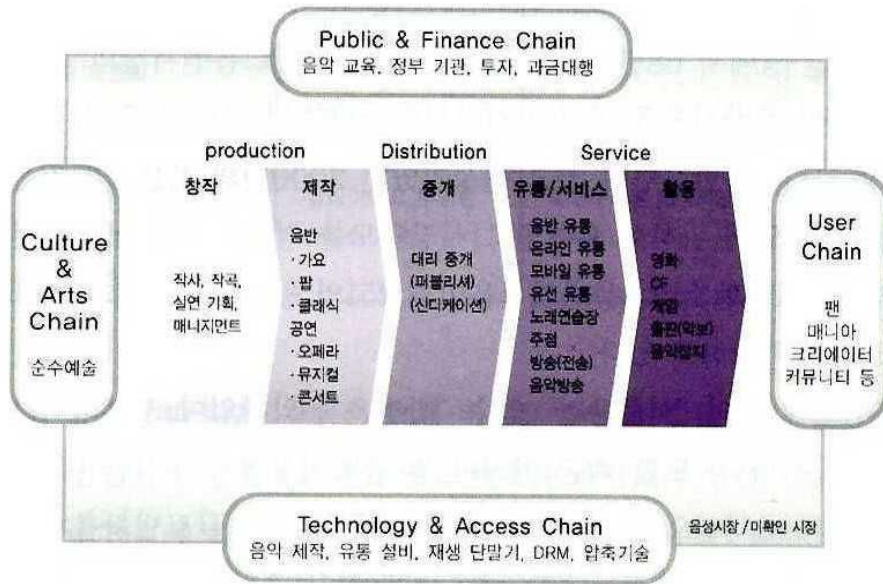 Public & Finance Chain
음악 교육, 정부 기관, 투자, 과금대행
production
Distribution
Service
Culture
&
Arts
Chain
순수예술
창작
작사, 작곡,
실연 기획,
매니지먼트
제작
음반
·가요
·팝
·클래식
공연
·오페라
·뮤지컬
·콘서트
중개
대리 중개
(퍼블리셔)
(신디케이션)
유통/서비스
음반 유통
온라인 유통
모바일 유통
유선 유통
노래연습장
주점
방송(전송)
음악방송
활용
영화
CF
게임
출판(악보)
음악잡지
User
Chain
팬
매니아
크리에이터
커뮤니티 등
Technology & Access Chain
음악 제작, 유통 설비, 재생 단말기, DRM, 압축기술
음성시장/미확인 시장